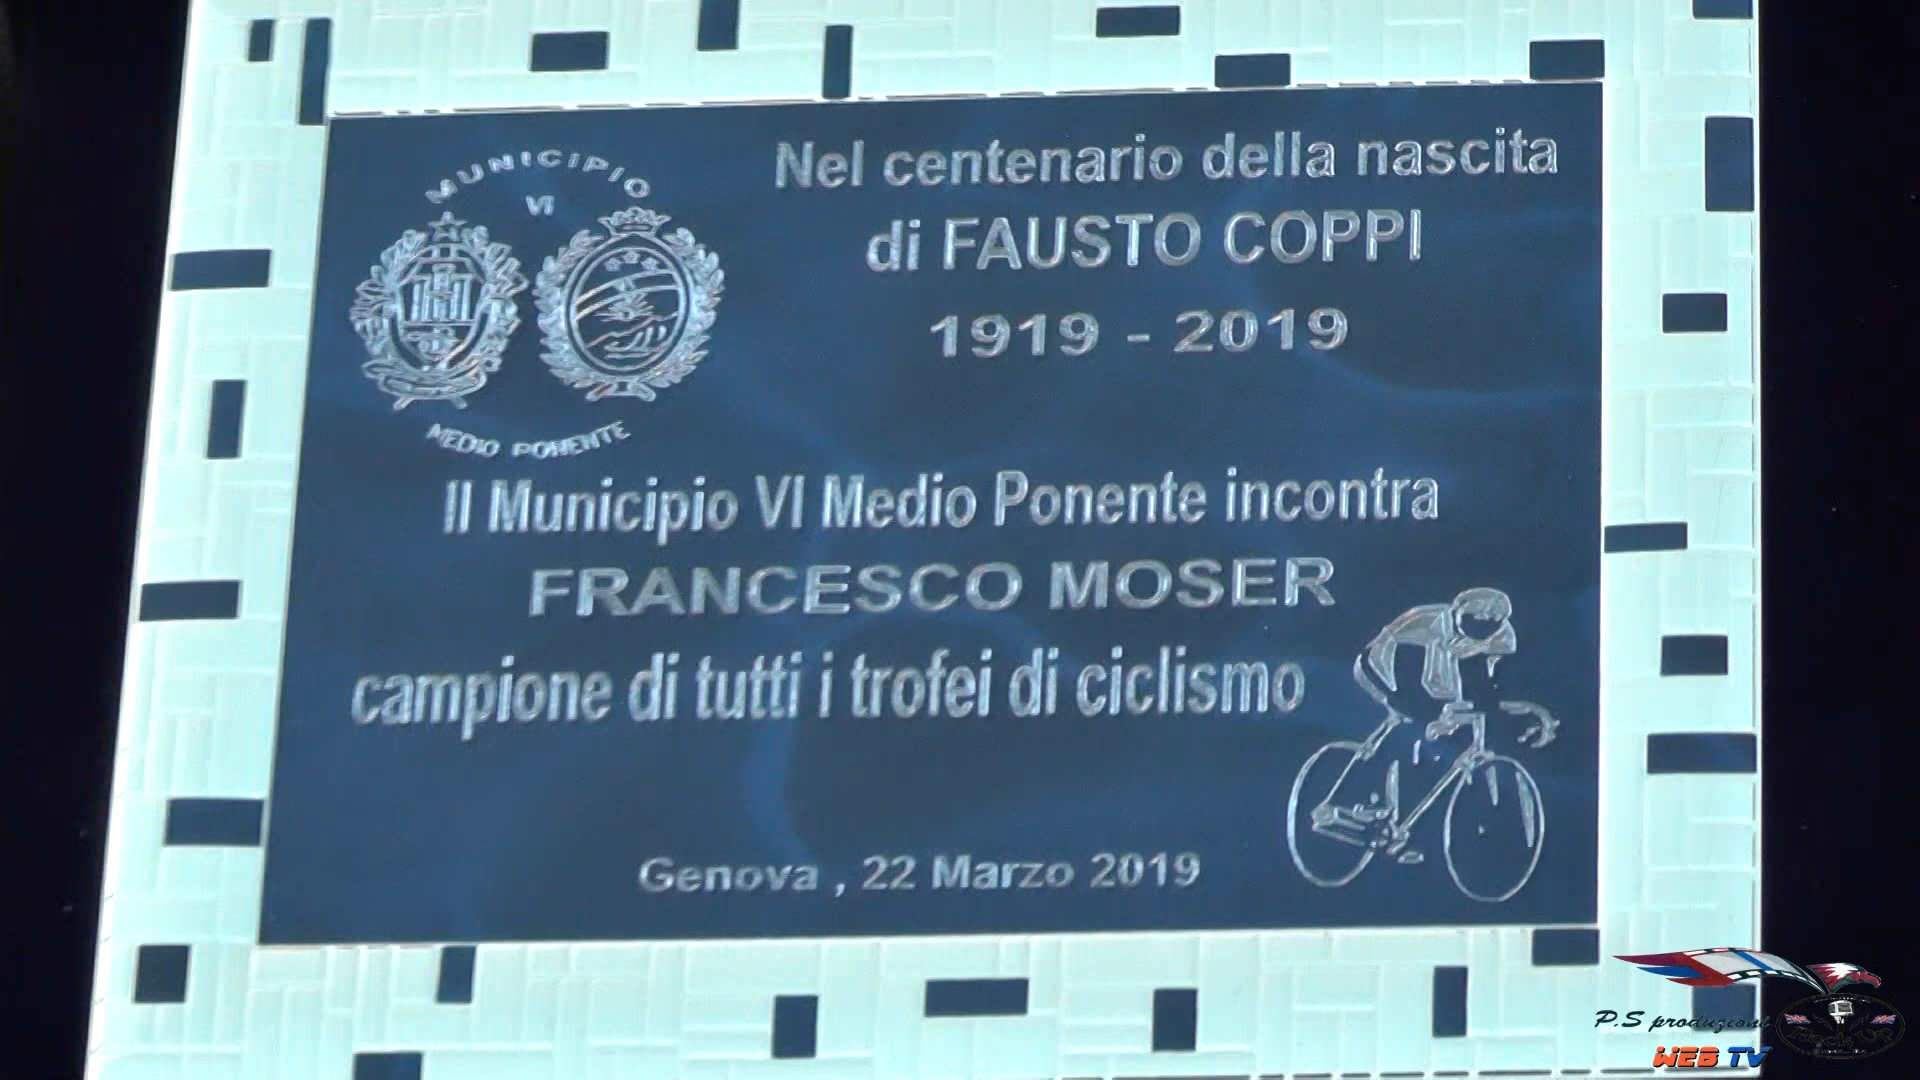 MUNICIPIO
VI
MEDIO PONENTE
Nel centenario della nascita
di FAUSTO COPPI
1919 - 2019
Il Municipio VI Medio Ponente incontra
FRANCESCO MOSER
campione di tutti i trofei di ciclismo
Genova , 22 Marzo 2019
P.S produzioni
WEB TV